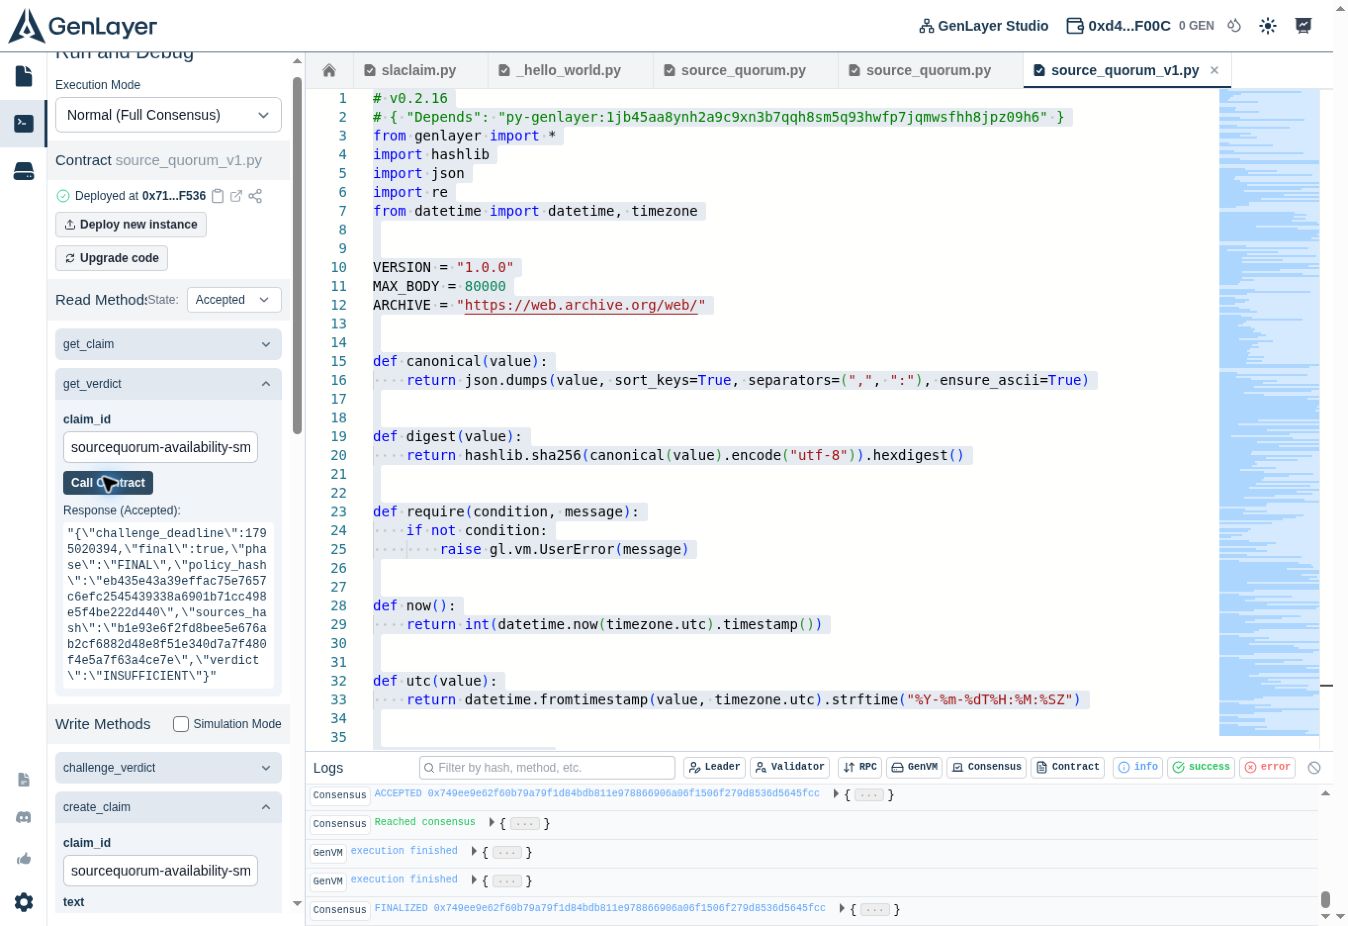 GenLayer
GenLayer Studio
0xd4...F00C 0 GEN
Run and Debug
Execution Mode
Normal (Full Consensus)
Contract source_quorum_v1.py
Deployed at 0x71...F536
Deploy new instance
Upgrade code
Read Methods State: Accepted
get_claim
get_verdict
claim_id
sourcequorum-availability-sm
Call Contract
Response (Accepted):
"{\"challenge_deadline\":179
5020394,\"final\":true,\"pha
se\":\"FINAL\",\"policy_hash
\":\"eb435e43a39effac75e7657
c6efc2545439338a6901b71cc498
e5f4be222d440\",\"sources_ha
sh\":\"b1e93e6f2fd8bee5e676a
b2cf6882d48e8f51e340d7a7f480
f4e5a7f63a4ce7e\",\"verdict
\":\"INSUFFICIENT\"}"
Write Methods Simulation Mode
challenge_verdict
create_claim
claim_id
sourcequorum-availability-sm
text
slaclaim.py _hello_world.py source_quorum.py source_quorum.py source_quorum_v1.py
1 # v0.2.16
2 # { "Depends": "py-genlayer:1jb45aa8ynh2a9c9xn3b7qqh8sm5q93hwfp7jqmwsfhh8jpz09h6" }
3 from genlayer import *
4 import hashlib
5 import json
6 import re
7 from datetime import datetime, timezone
8
9
10 VERSION = "1.0.0"
11 MAX_BODY = 80000
12 ARCHIVE = "https://web.archive.org/web/"
13
14
15 def canonical(value):
16 return json.dumps(value, sort_keys=True, separators=(",", ":"), ensure_ascii=True)
17
18
19 def digest(value):
20 return hashlib.sha256(canonical(value).encode("utf-8")).hexdigest()
21
22
23 def require(condition, message):
24 if not condition:
25 raise gl.vm.UserError(message)
26
27
28 def now():
29 return int(datetime.now(timezone.utc).timestamp())
30
31
32 def utc(value):
33 return datetime.fromtimestamp(value, timezone.utc).strftime("%Y-%m-%dT%H:%M:%SZ")
34
35
Logs Filter by hash, method, etc. Leader Validator RPC GenVM Consensus Contract info success error
Consensus ACCEPTED 0x749ee9e62f60b79a79f1d84bdb811e978866906a06f1506f279d8536d5645fcc { ... }
Consensus Reached consensus { ... }
GenVM execution finished { ... }
GenVM execution finished { ... }
Consensus FINALIZED 0x749ee9e62f60b79a79f1d84bdb811e978866906a06f1506f279d8536d5645fcc { ... }